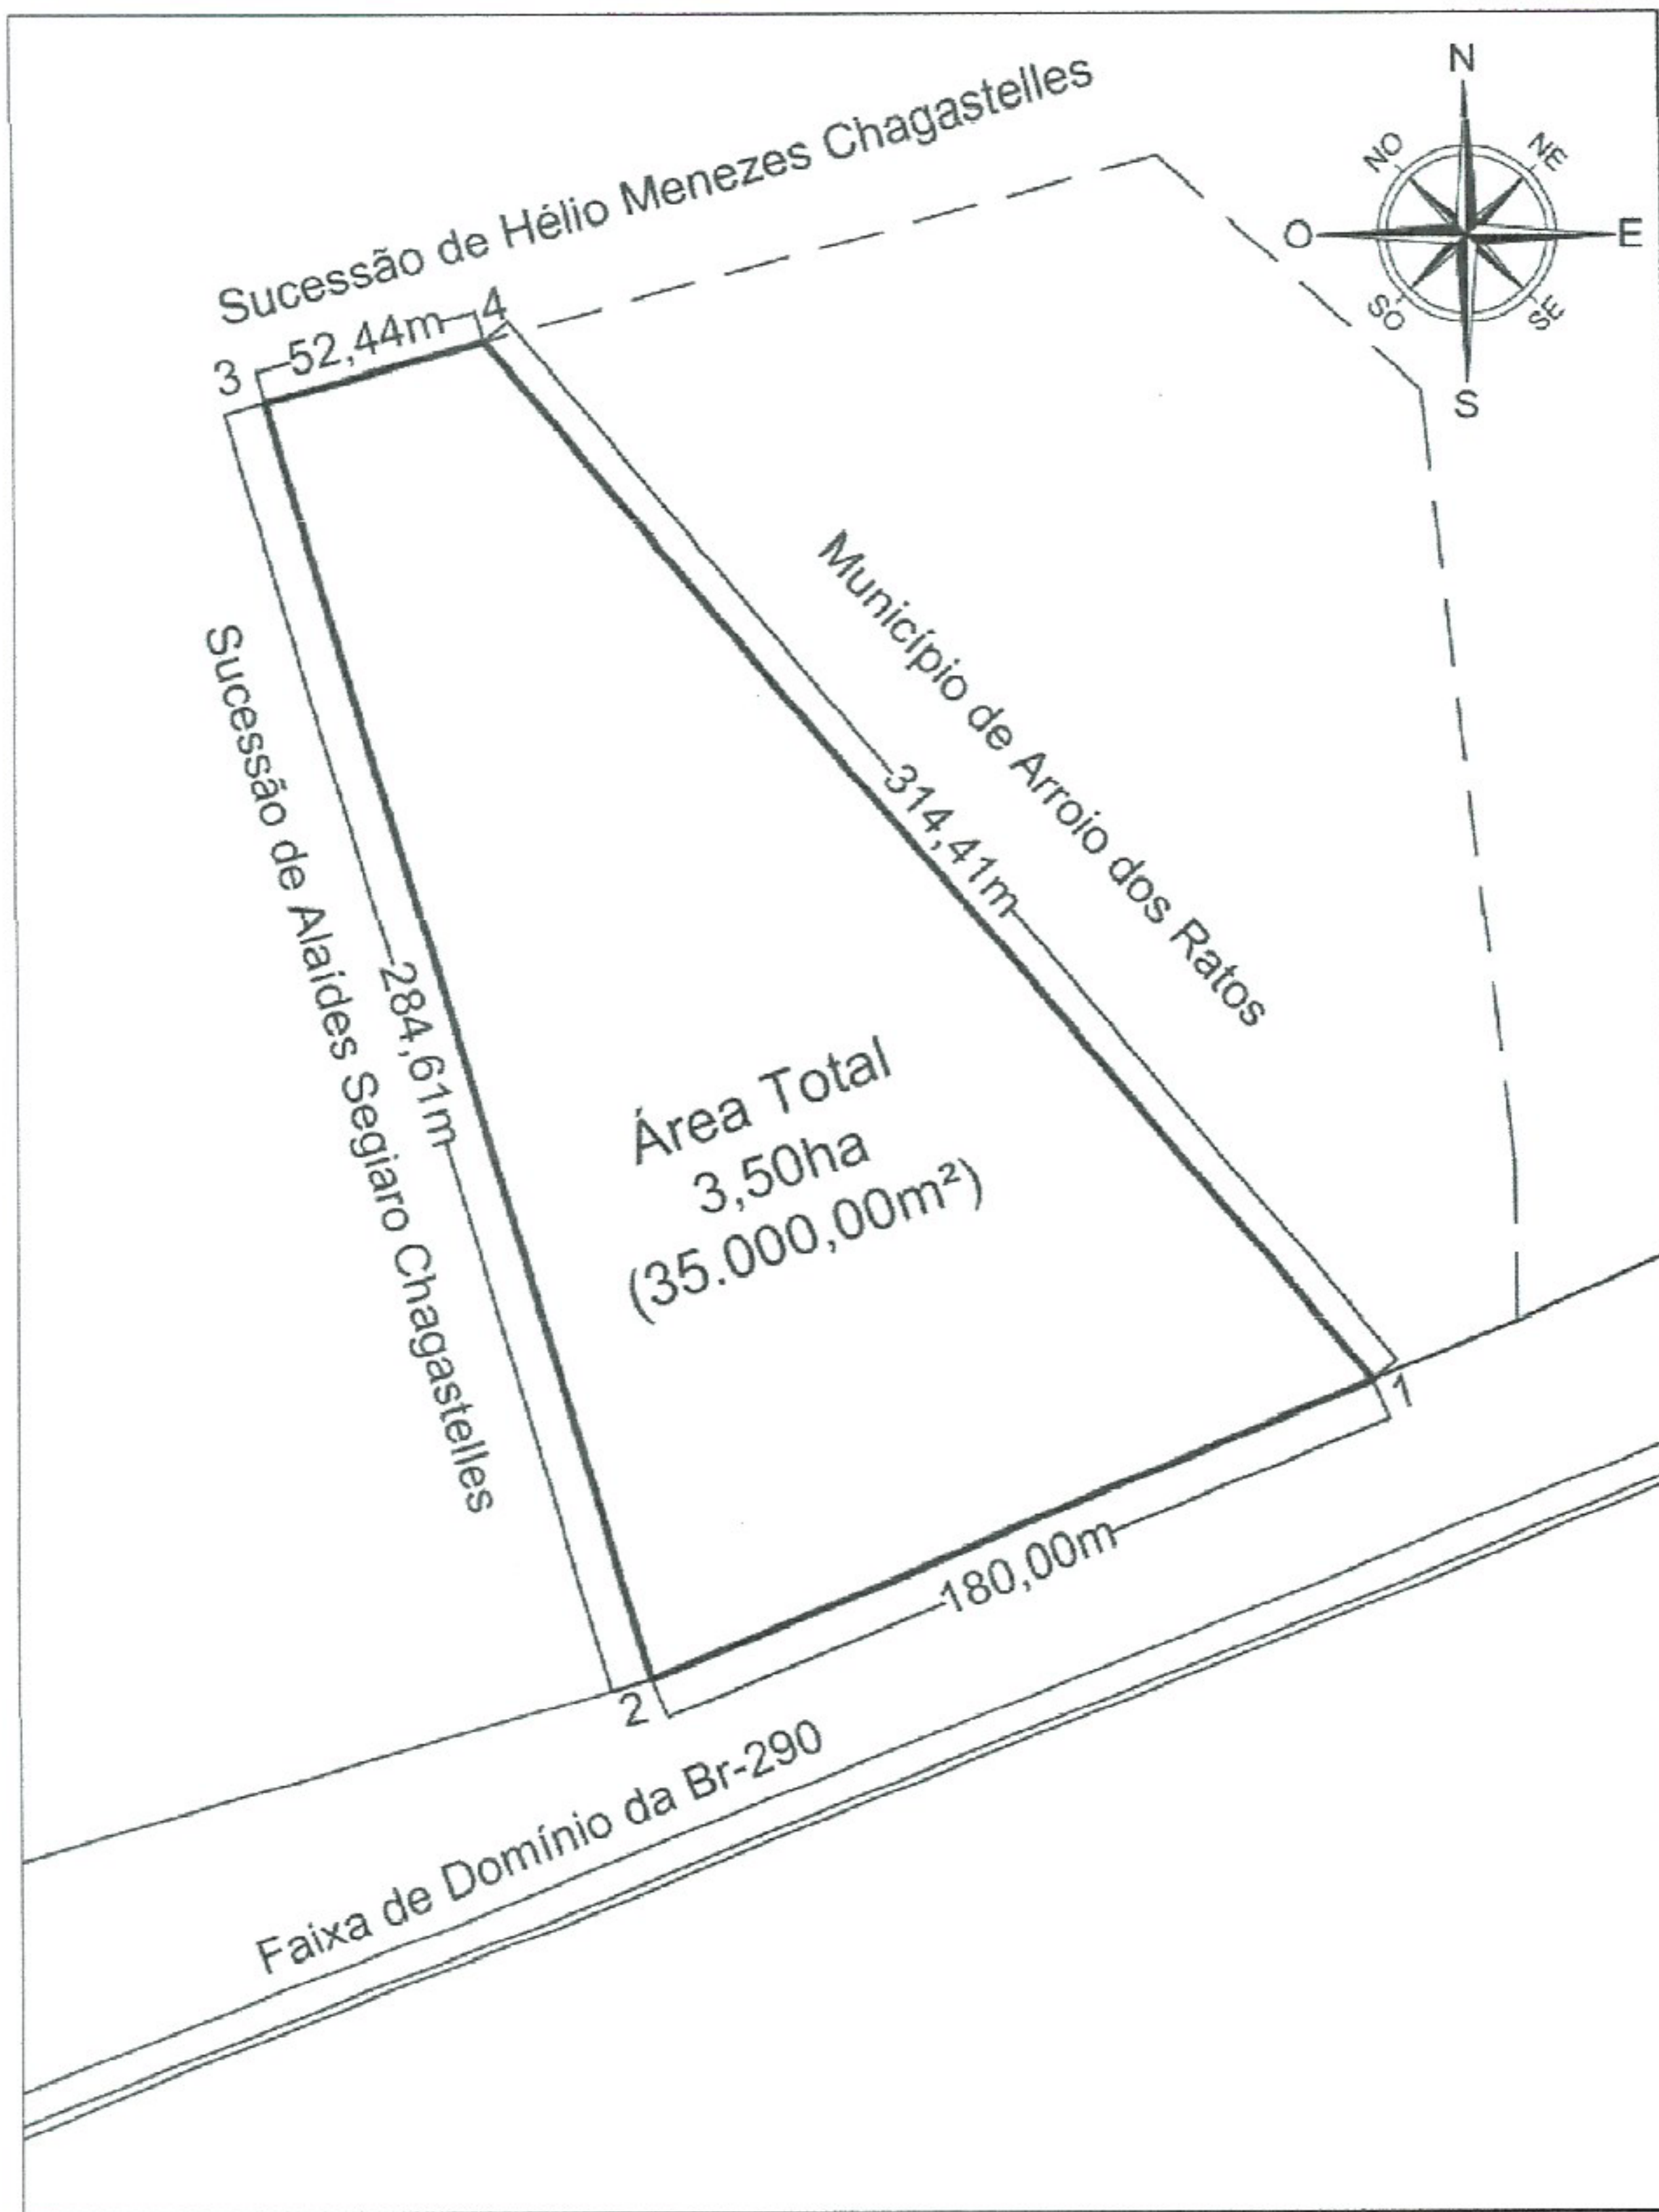 N
NO
NE
O
E
SO
SE
S
Sucessão de Hélio Menezes Chagastelles
52,44m
4
3
Município de Arroio dos Ratos
314,41m
Sucessão de Alaídes Segiaro Chagastelles
284,61m
Área Total
3,50ha
(35.000,00m²)
1
180,00m
2
Faixa de Domínio da Br-290